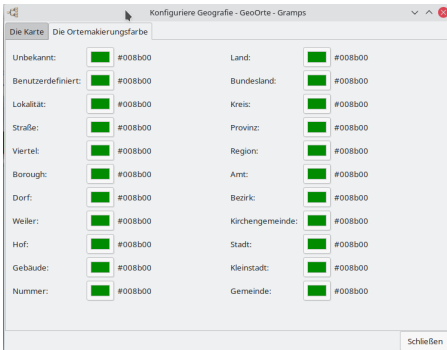 Konfiguriere Geografie - GeoOrte - Gramps
Die Karte Die Ortemakierungsfarbe
Unbekannt: #008b00 Land: #008b00
Benutzerdefiniert: #008b00 Bundesland: #008b00
Lokalität: #008b00 Kreis: #008b00
Straße: #008b00 Provinz: #008b00
Viertel: #008b00 Region: #008b00
Borough: #008b00 Amt: #008b00
Dorf: #008b00 Bezirk: #008b00
Weiler: #008b00 Kirchengemeinde: #008b00
Hof: #008b00 Stadt: #008b00
Gebäude: #008b00 Kleinstadt: #008b00
Nummer: #008b00 Gemeinde: #008b00
Schließen